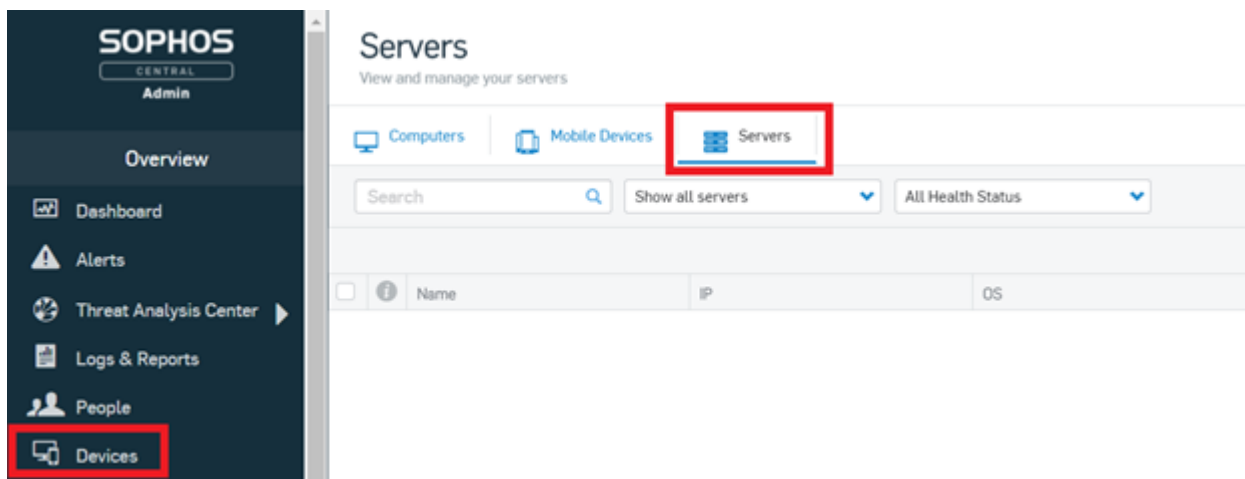 SOPHOS
CENTRAL
Admin
Overview
Dashboard
Alerts
Threat Analysis Center
Logs & Reports
People
Devices
Servers
View and manage your servers
Computers
Mobile Devices
Servers
Search
Show all servers
All Health Status
Name
IP
OS